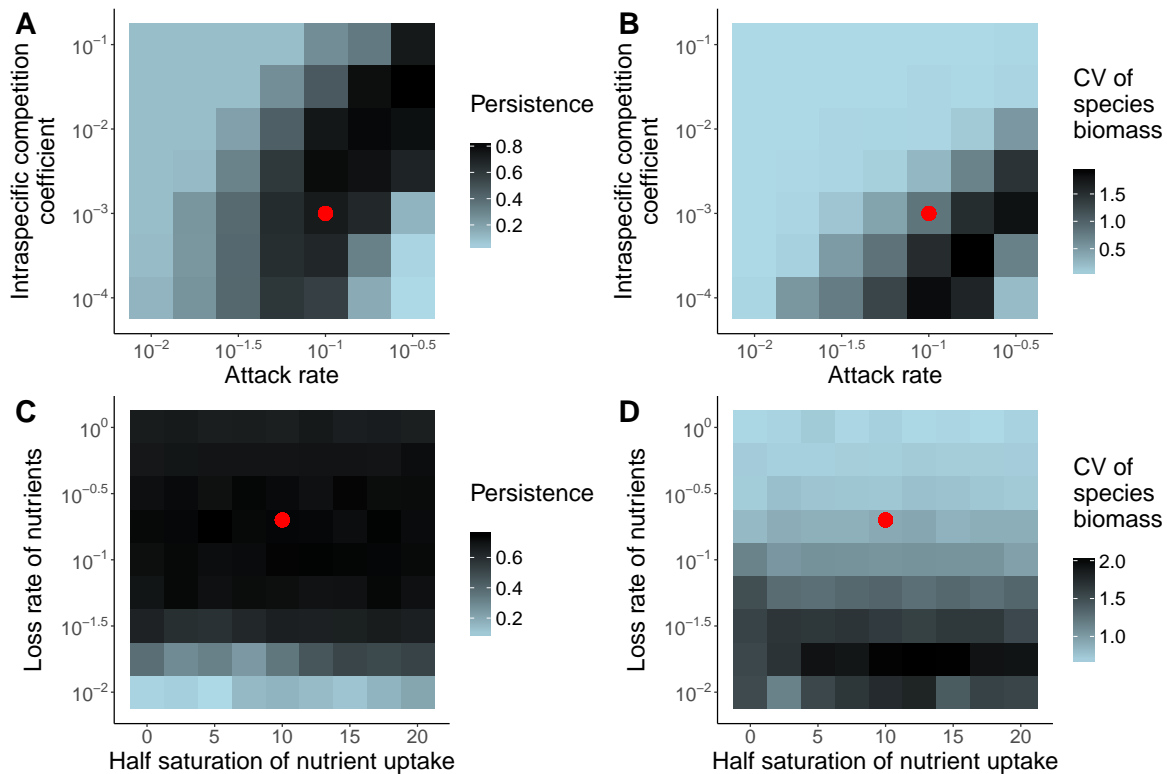 A
Intraspecific competition
coefficient
10^-1
10^-2
10^-3
10^-4
10^-2
10^-1.5
10^-1
10^-0.5
Attack rate
Persistence
0.8
0.6
0.4
0.2
B
Intraspecific competition
coefficient
10^-1
10^-2
10^-3
10^-4
10^-2
10^-1.5
10^-1
10^-0.5
Attack rate
CV of
species
biomass
1.5
1.0
0.5
C
Loss rate of nutrients
10^0
10^-0.5
10^-1
10^-1.5
10^-2
0 5 10 15 20
Half saturation of nutrient uptake
Persistence
0.6
0.4
0.2
D
Loss rate of nutrients
10^0
10^-0.5
10^-1
10^-1.5
10^-2
0 5 10 15 20
Half saturation of nutrient uptake
CV of
species
biomass
2.0
1.5
1.0